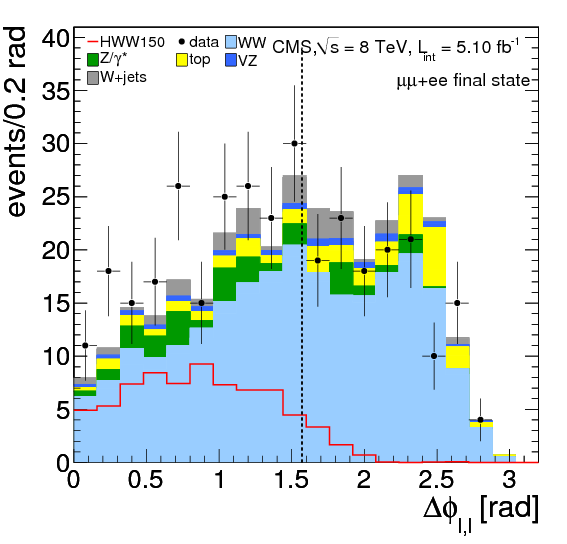 HWW150 data WW CMS,√s = 8 TeV, L_int = 5.10 fb⁻¹
Z/γ* top VZ
W+jets μμ+ee final state
events/0.2 rad
40
35
30
25
20
15
10
5
0
0 0.5 1 1.5 2 2.5 3
Δϕ_l,l [rad]